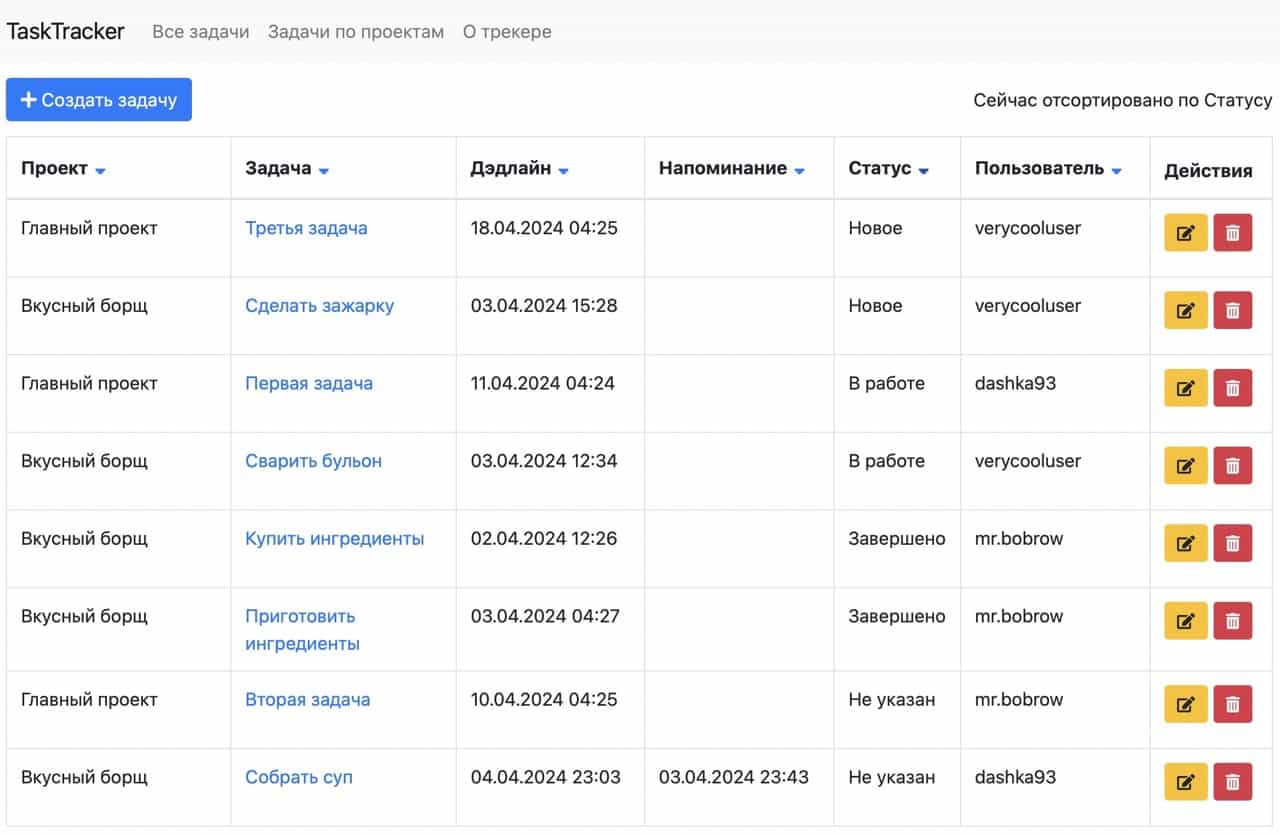 TaskTracker Все задачи Задачи по проектам О трекере
Создать задачу Сейчас отсортировано по Статусу
Проект Задача Дэдлайн Напоминание Статус Пользователь Действия
Главный проект Третья задача 18.04.2024 04:25 Новое verycooluser
Вкусный борщ Сделать зажарку 03.04.2024 15:28 Новое verycooluser
Главный проект Первая задача 11.04.2024 04:24 В работе dashka93
Вкусный борщ Сварить бульон 03.04.2024 12:34 В работе verycooluser
Вкусный борщ Купить ингредиенты 02.04.2024 12:26 Завершено mr.bobrow
Вкусный борщ Приготовить 03.04.2024 04:27 Завершено mr.bobrow
ингредиенты
Главный проект Вторая задача 10.04.2024 04:25 Не указан mr.bobrow
Вкусный борщ Собрать суп 04.04.2024 23:03 03.04.2024 23:43 Не указан dashka93